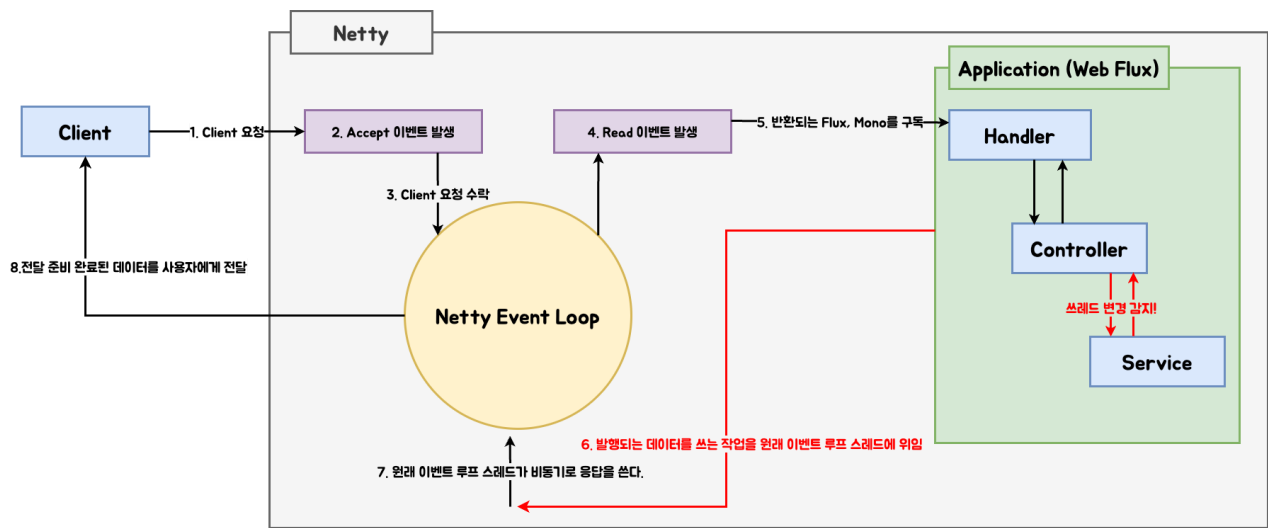 Netty
Application (Web Flux)
Client
1. Client 요청
2. Accept 이벤트 발생
4. Read 이벤트 발생
5. 반환되는 Flux, Mono를 구독
Handler
3. Client 요청 수락
Controller
8.전달 준비 완료된 데이터를 사용자에게 전달
쓰레드 변경 감지!
Netty Event Loop
Service
6. 발행되는 데이터를 쓰는 작업을 원래 이벤트 루프 스레드에 위임
7. 원래 이벤트 루프 스레드가 비동기로 응답을 쓴다.